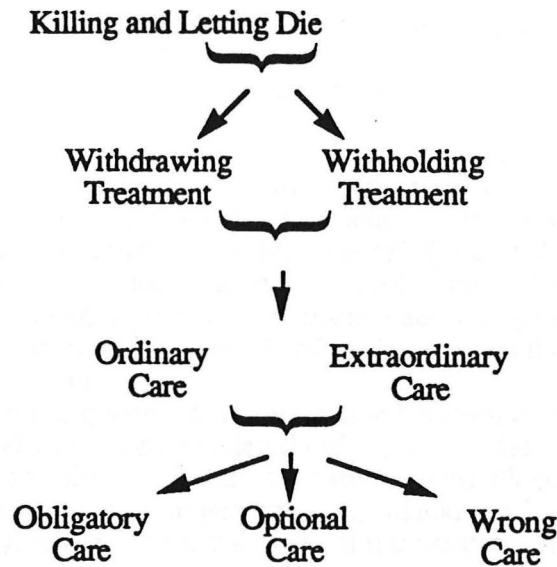 Killing and Letting Die
Withdrawing Treatment
Withholding Treatment
Ordinary Care
Extraordinary Care
Obligatory Care
Optional Care
Wrong Care